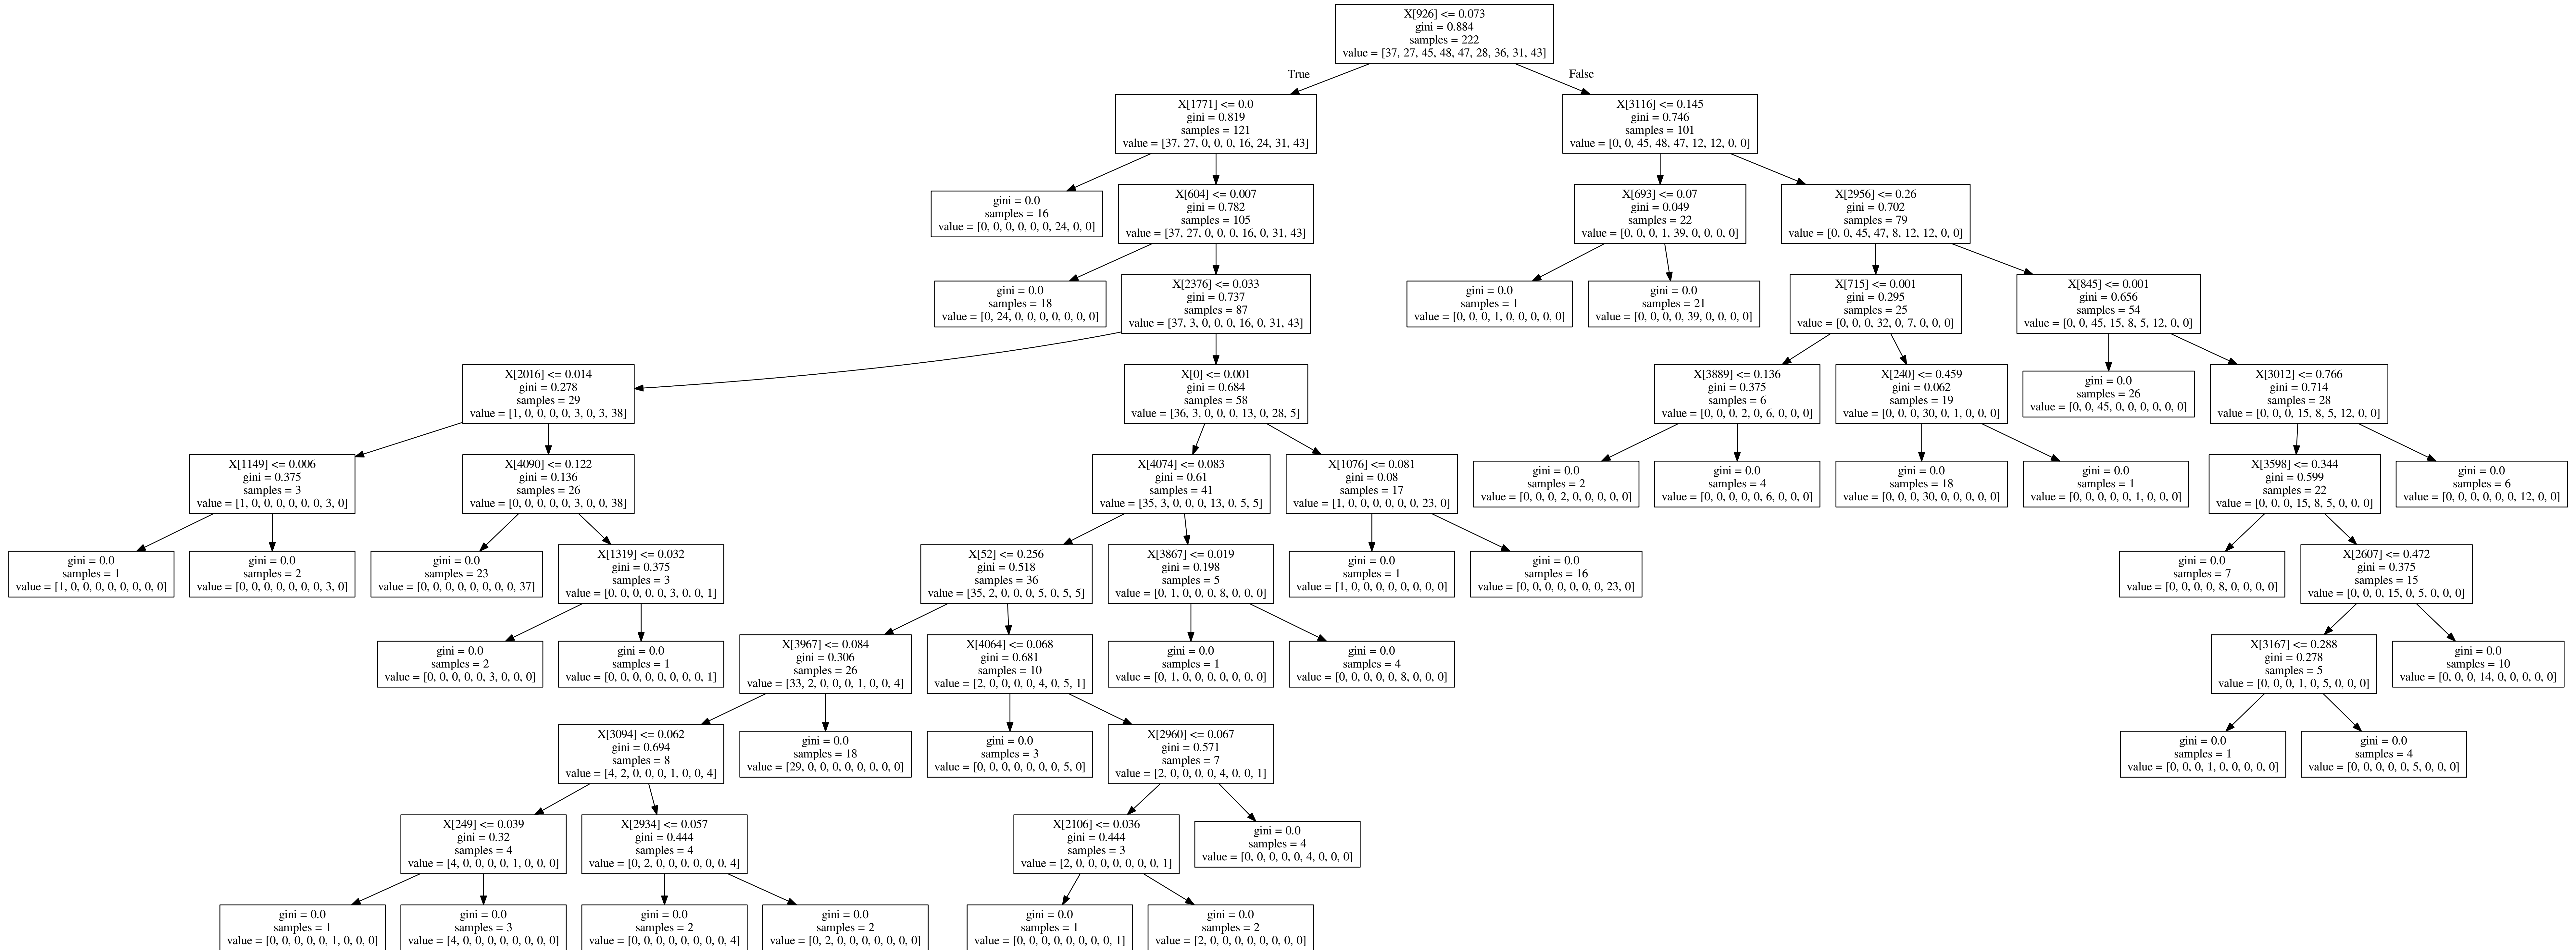 X[926] <= 0.073
gini = 0.884
samples = 222
value = [37, 27, 45, 48, 47, 28, 36, 31, 43]
True
False
X[1771] <= 0.0
gini = 0.819
samples = 121
value = [37, 27, 0, 0, 0, 16, 24, 31, 43]
X[3116] <= 0.145
gini = 0.746
samples = 101
value = [0, 0, 45, 48, 47, 12, 12, 0, 0]
gini = 0.0
samples = 16
value = [0, 0, 0, 0, 0, 0, 24, 0, 0]
X[604] <= 0.007
gini = 0.782
samples = 105
value = [37, 27, 0, 0, 0, 16, 0, 31, 43]
X[693] <= 0.07
gini = 0.049
samples = 22
value = [0, 0, 0, 1, 39, 0, 0, 0, 0]
X[2956] <= 0.26
gini = 0.702
samples = 79
value = [0, 0, 45, 47, 8, 12, 12, 0, 0]
gini = 0.0
samples = 18
value = [0, 24, 0, 0, 0, 0, 0, 0, 0]
X[2376] <= 0.033
gini = 0.737
samples = 87
value = [37, 3, 0, 0, 0, 16, 0, 31, 43]
gini = 0.0
samples = 1
value = [0, 0, 0, 1, 0, 0, 0, 0, 0]
gini = 0.0
samples = 21
value = [0, 0, 0, 0, 39, 0, 0, 0, 0]
X[715] <= 0.001
gini = 0.295
samples = 25
value = [0, 0, 0, 32, 0, 7, 0, 0, 0]
X[845] <= 0.001
gini = 0.656
samples = 54
value = [0, 0, 45, 15, 8, 5, 12, 0, 0]
X[2016] <= 0.014
gini = 0.278
samples = 29
value = [1, 0, 0, 0, 0, 3, 0, 3, 38]
X[0] <= 0.001
gini = 0.684
samples = 58
value = [36, 3, 0, 0, 0, 13, 0, 28, 5]
X[3889] <= 0.136
gini = 0.375
samples = 6
value = [0, 0, 0, 2, 0, 6, 0, 0, 0]
X[240] <= 0.459
gini = 0.062
samples = 19
value = [0, 0, 0, 30, 0, 1, 0, 0, 0]
gini = 0.0
samples = 26
value = [0, 0, 45, 0, 0, 0, 0, 0, 0]
X[3012] <= 0.766
gini = 0.714
samples = 28
value = [0, 0, 0, 15, 8, 5, 12, 0, 0]
X[1149] <= 0.006
gini = 0.375
samples = 3
value = [1, 0, 0, 0, 0, 0, 0, 3, 0]
X[4090] <= 0.122
gini = 0.136
samples = 26
value = [0, 0, 0, 0, 0, 3, 0, 0, 38]
X[4074] <= 0.083
gini = 0.61
samples = 41
value = [35, 3, 0, 0, 0, 13, 0, 5, 5]
X[1076] <= 0.081
gini = 0.08
samples = 17
value = [1, 0, 0, 0, 0, 0, 0, 23, 0]
gini = 0.0
samples = 2
value = [0, 0, 0, 2, 0, 0, 0, 0, 0]
gini = 0.0
samples = 4
value = [0, 0, 0, 0, 0, 6, 0, 0, 0]
gini = 0.0
samples = 18
value = [0, 0, 0, 30, 0, 0, 0, 0, 0]
gini = 0.0
samples = 1
value = [0, 0, 0, 0, 0, 1, 0, 0, 0]
X[3598] <= 0.344
gini = 0.599
samples = 22
value = [0, 0, 0, 15, 8, 5, 0, 0, 0]
gini = 0.0
samples = 6
value = [0, 0, 0, 0, 0, 0, 12, 0, 0]
gini = 0.0
samples = 1
value = [1, 0, 0, 0, 0, 0, 0, 0, 0]
gini = 0.0
samples = 2
value = [0, 0, 0, 0, 0, 0, 0, 3, 0]
gini = 0.0
samples = 23
value = [0, 0, 0, 0, 0, 0, 0, 0, 37]
X[1319] <= 0.032
gini = 0.375
samples = 3
value = [0, 0, 0, 0, 0, 3, 0, 0, 1]
X[52] <= 0.256
gini = 0.518
samples = 36
value = [35, 2, 0, 0, 0, 5, 0, 5, 5]
X[3867] <= 0.019
gini = 0.198
samples = 5
value = [0, 1, 0, 0, 0, 8, 0, 0, 0]
gini = 0.0
samples = 1
value = [1, 0, 0, 0, 0, 0, 0, 0, 0]
gini = 0.0
samples = 16
value = [0, 0, 0, 0, 0, 0, 0, 23, 0]
gini = 0.0
samples = 7
value = [0, 0, 0, 0, 8, 0, 0, 0, 0]
X[2607] <= 0.472
gini = 0.375
samples = 15
value = [0, 0, 0, 15, 0, 5, 0, 0, 0]
gini = 0.0
samples = 2
value = [0, 0, 0, 0, 0, 3, 0, 0, 0]
gini = 0.0
samples = 1
value = [0, 0, 0, 0, 0, 0, 0, 0, 1]
X[3967] <= 0.084
gini = 0.306
samples = 26
value = [33, 2, 0, 0, 0, 1, 0, 0, 4]
X[4064] <= 0.068
gini = 0.681
samples = 10
value = [2, 0, 0, 0, 0, 4, 0, 5, 1]
gini = 0.0
samples = 1
value = [0, 1, 0, 0, 0, 0, 0, 0, 0]
gini = 0.0
samples = 4
value = [0, 0, 0, 0, 0, 8, 0, 0, 0]
X[3167] <= 0.288
gini = 0.278
samples = 5
value = [0, 0, 0, 1, 0, 5, 0, 0, 0]
gini = 0.0
samples = 10
value = [0, 0, 0, 14, 0, 0, 0, 0, 0]
X[3094] <= 0.062
gini = 0.694
samples = 8
value = [4, 2, 0, 0, 0, 1, 0, 0, 4]
gini = 0.0
samples = 18
value = [29, 0, 0, 0, 0, 0, 0, 0, 0]
gini = 0.0
samples = 3
value = [0, 0, 0, 0, 0, 0, 0, 5, 0]
X[2960] <= 0.067
gini = 0.571
samples = 7
value = [2, 0, 0, 0, 0, 4, 0, 0, 1]
gini = 0.0
samples = 1
value = [0, 0, 0, 1, 0, 0, 0, 0, 0]
gini = 0.0
samples = 4
value = [0, 0, 0, 0, 0, 5, 0, 0, 0]
X[249] <= 0.039
gini = 0.32
samples = 4
value = [4, 0, 0, 0, 0, 1, 0, 0, 0]
X[2934] <= 0.057
gini = 0.444
samples = 4
value = [0, 2, 0, 0, 0, 0, 0, 0, 4]
X[2106] <= 0.036
gini = 0.444
samples = 3
value = [2, 0, 0, 0, 0, 0, 0, 0, 1]
gini = 0.0
samples = 4
value = [0, 0, 0, 0, 0, 4, 0, 0, 0]
gini = 0.0
samples = 1
value = [0, 0, 0, 0, 0, 1, 0, 0, 0]
gini = 0.0
samples = 3
value = [4, 0, 0, 0, 0, 0, 0, 0, 0]
gini = 0.0
samples = 2
value = [0, 0, 0, 0, 0, 0, 0, 0, 4]
gini = 0.0
samples = 2
value = [0, 2, 0, 0, 0, 0, 0, 0, 0]
gini = 0.0
samples = 1
value = [0, 0, 0, 0, 0, 0, 0, 0, 1]
gini = 0.0
samples = 2
value = [2, 0, 0, 0, 0, 0, 0, 0, 0]